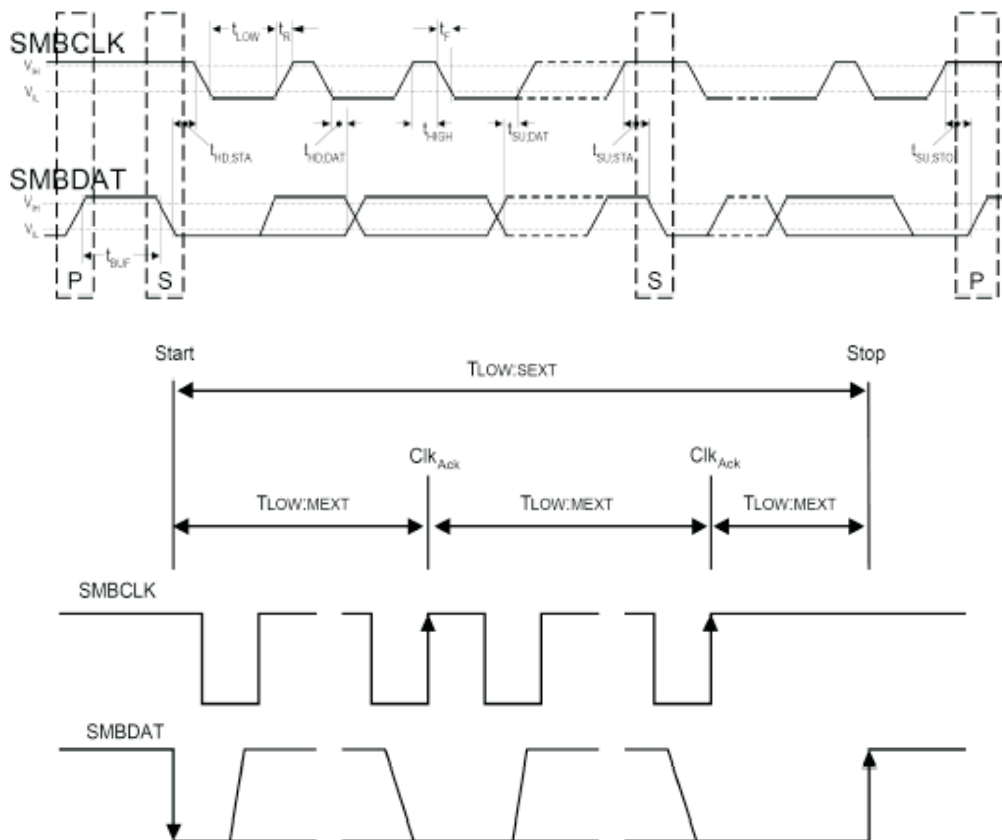 tLOW tR tF
SMBCLK
VIH
VIL
tHD;STA tHD;DAT tHIGH tSU;DAT tSU;STA tSU;STO
SMBDAT
VIH
VIL
tBUF
P S S P
Start Stop
TLOW:SEXT
ClkAck ClkAck
TLOW:MEXT TLOW:MEXT TLOW:MEXT
SMBCLK
SMBDAT